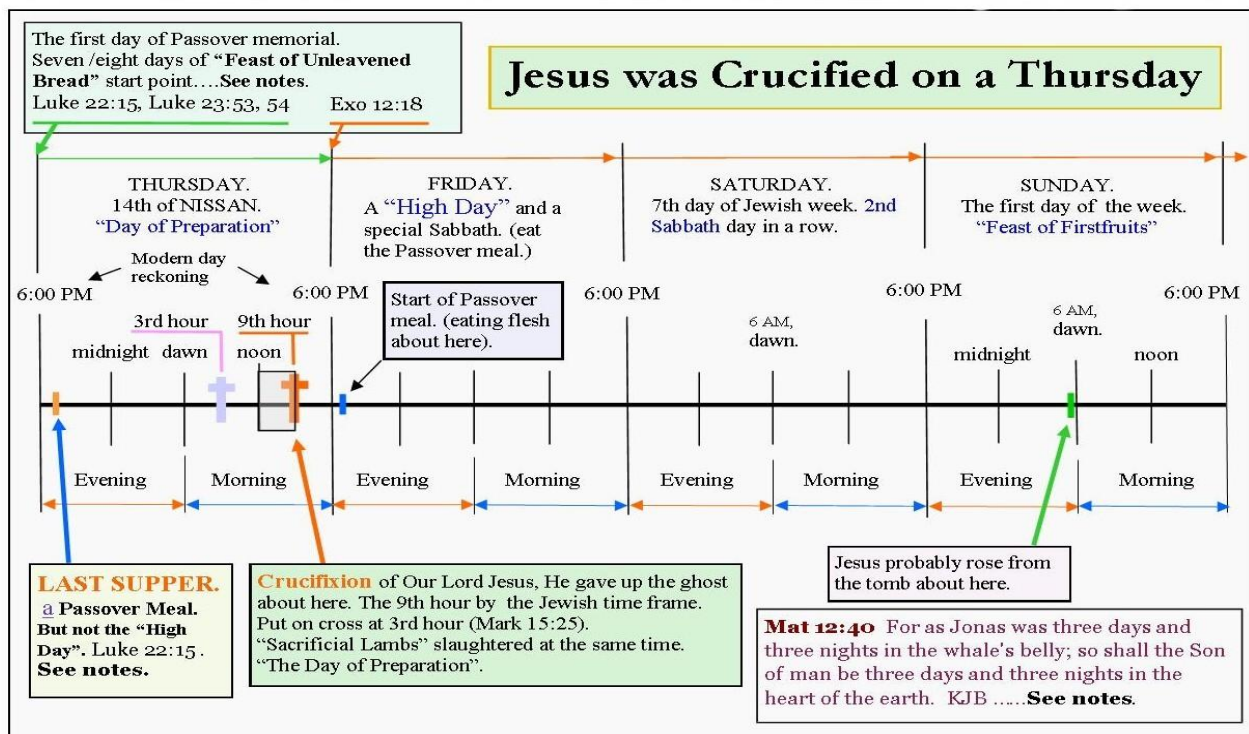 The first day of Passover memorial.
Seven /eight days of “Feast of Unleavened
Bread” start point….See notes.
Luke 22:15, Luke 23:53, 54
Exo 12:18
Jesus was Crucified on a Thursday
THURSDAY.
14th of NISSAN.
“Day of Preparation”
FRIDAY.
A “High Day” and a
special Sabbath. (eat
the Passover meal.)
SATURDAY.
7th day of Jewish week. 2nd
Sabbath day in a row.
SUNDAY.
The first day of the week.
“Feast of Firstfruits”
Modern day
reckoning
6:00 PM
6:00 PM
6:00 PM
6:00 PM
6:00 PM
Start of Passover
meal. (eating flesh
about here).
3rd hour
9th hour
midnight
dawn
noon
6 AM,
dawn.
midnight
6 AM,
dawn.
noon
Evening
Morning
Evening
Morning
Evening
Morning
Evening
Morning
LAST SUPPER.
a Passover Meal.
But not the “High
Day”. Luke 22:15 .
See notes.
Crucifixion of Our Lord Jesus, He gave up the ghost
about here. The 9th hour by the Jewish time frame.
Put on cross at 3rd hour (Mark 15:25).
“Sacrificial Lambs” slaughtered at the same time.
“The Day of Preparation”.
Jesus probably rose from
the tomb about here.
Mat 12:40 For as Jonas was three days and
three nights in the whale's belly; so shall the Son
of man be three days and three nights in the
heart of the earth. KJB ……See notes.